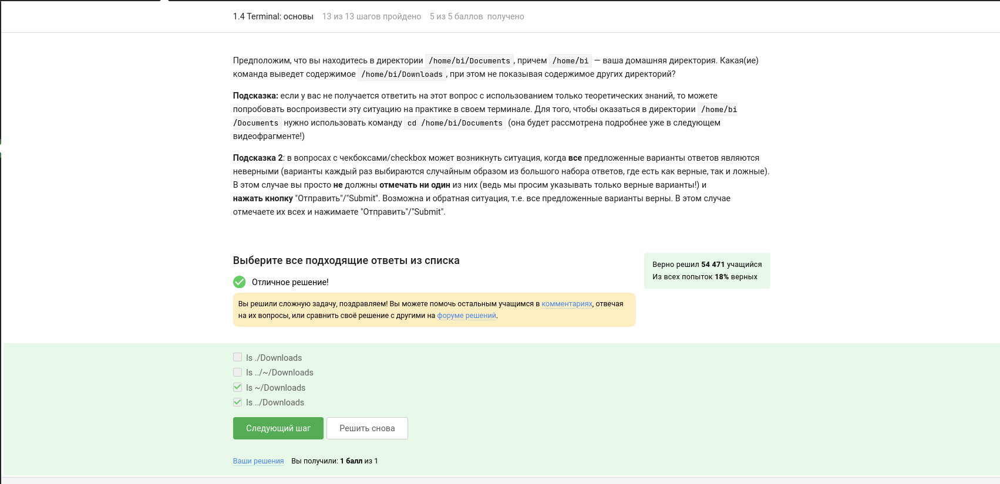 1.4 Terminal: основы 13 из 13 шагов пройдено 5 из 5 баллов получено
Предположим, что вы находитесь в директории /home/bi/Documents, причем /home/bi — ваша домашняя директория. Какая(ие)
команда выведет содержимое /home/bi/Downloads, при этом не показывая содержимое других директорий?
Подсказка: если у вас не получается ответить на этот вопрос с использованием только теоретических знаний, то можете
попробовать воспроизвести эту ситуацию на практике в своем терминале. Для того, чтобы оказаться в директории /home/bi
/Documents нужно использовать команду cd /home/bi/Documents (она будет рассмотрена подробнее уже в следующем
видеофрагменте!)
Подсказка 2: в вопросах с чекбоксами/checkbox может возникнуть ситуация, когда все предложенные варианты ответов являются
неверными (варианты каждый раз выбираются случайным образом из большого набора ответов, где есть как верные, так и ложные).
В этом случае вы просто не должны отмечать ни один из них (ведь мы просим указывать только верные варианты!) и
нажать кнопку "Отправить"/"Submit". Возможна и обратная ситуация, т.е. все предложенные варианты верны. В этом случае
отмечаете их всех и нажимаете "Отправить"/"Submit".
Выберите все подходящие ответы из списка
Верно решил 54 471 учащийся
Из всех попыток 18% верных
Отличное решение!
Вы решили сложную задачу, поздравляем! Вы можете помочь остальным учащимся в комментариях, отвечая
на их вопросы, или сравнить своё решение с другими на форуме решений.
ls ./Downloads
ls ../~/Downloads
ls ~/Downloads
ls ../Downloads
Следующий шаг Решить снова
Ваши решения Вы получили: 1 балл из 1